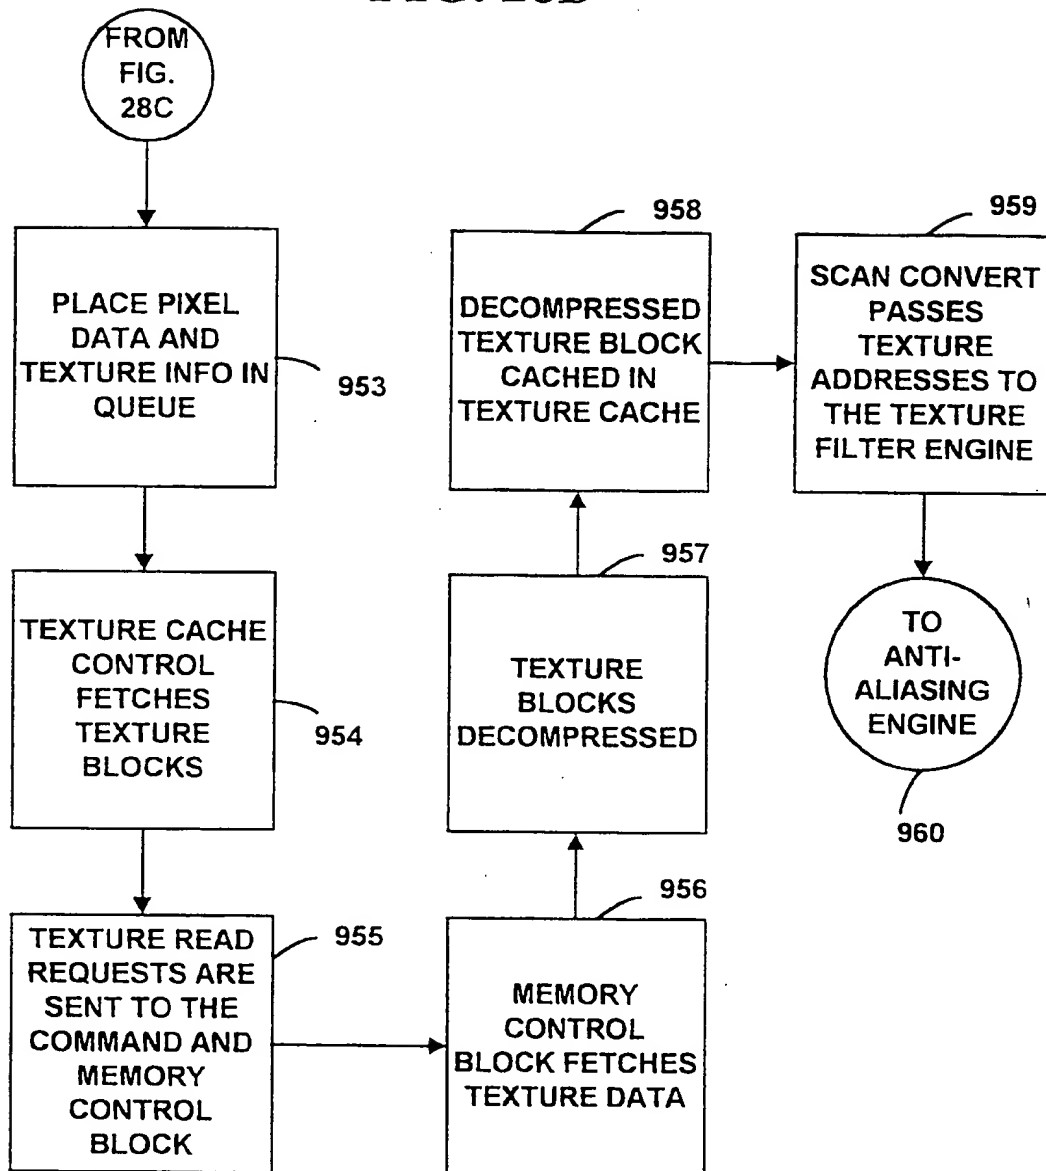 FROM
FIG.
28C
PLACE PIXEL
DATA AND
TEXTURE INFO IN
QUEUE
953
TEXTURE CACHE
CONTROL
FETCHES
TEXTURE
BLOCKS
954
TEXTURE READ
REQUESTS ARE
SENT TO THE
COMMAND AND
MEMORY
CONTROL
BLOCK
955
MEMORY
CONTROL
BLOCK FETCHES
TEXTURE DATA
956
TEXTURE
BLOCKS
DECOMPRESSED
957
DECOMPRESSED
TEXTURE BLOCK
CACHED IN
TEXTURE CACHE
958
SCAN CONVERT
PASSES
TEXTURE
ADDRESSES TO
THE TEXTURE
FILTER ENGINE
959
TO
ANTI-
ALIASING
ENGINE
960